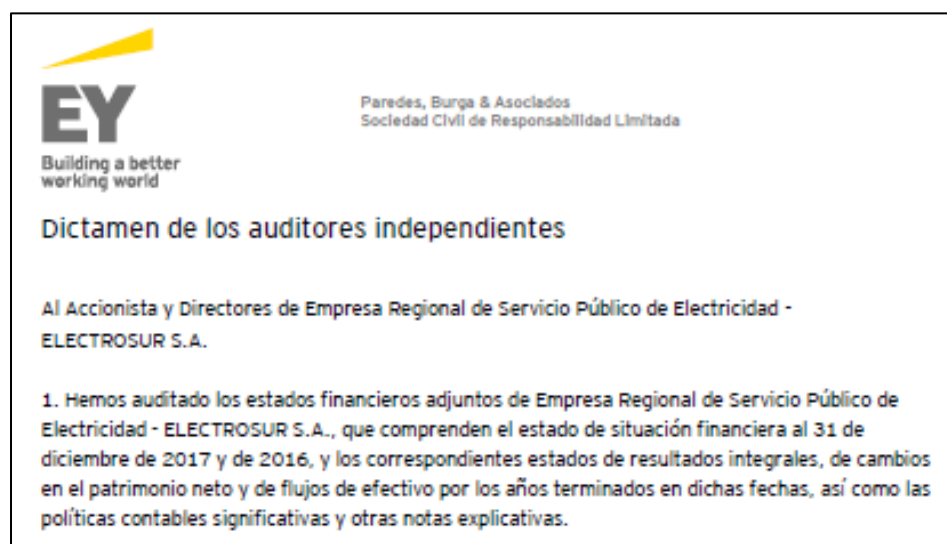 EY
Building a better
working world
Paredes, Burga & Asociados
Sociedad Civil de Responsabilidad Limitada
Dictamen de los auditores independientes
Al Accionista y Directores de Empresa Regional de Servicio Público de Electricidad -
ELECTROSUR S.A.
1. Hemos auditado los estados financieros adjuntos de Empresa Regional de Servicio Público de
Electricidad - ELECTROSUR S.A., que comprenden el estado de situación financiera al 31 de
diciembre de 2017 y de 2016, y los correspondientes estados de resultados integrales, de cambios
en el patrimonio neto y de flujos de efectivo por los años terminados en dichas fechas, así como las
políticas contables significativas y otras notas explicativas.